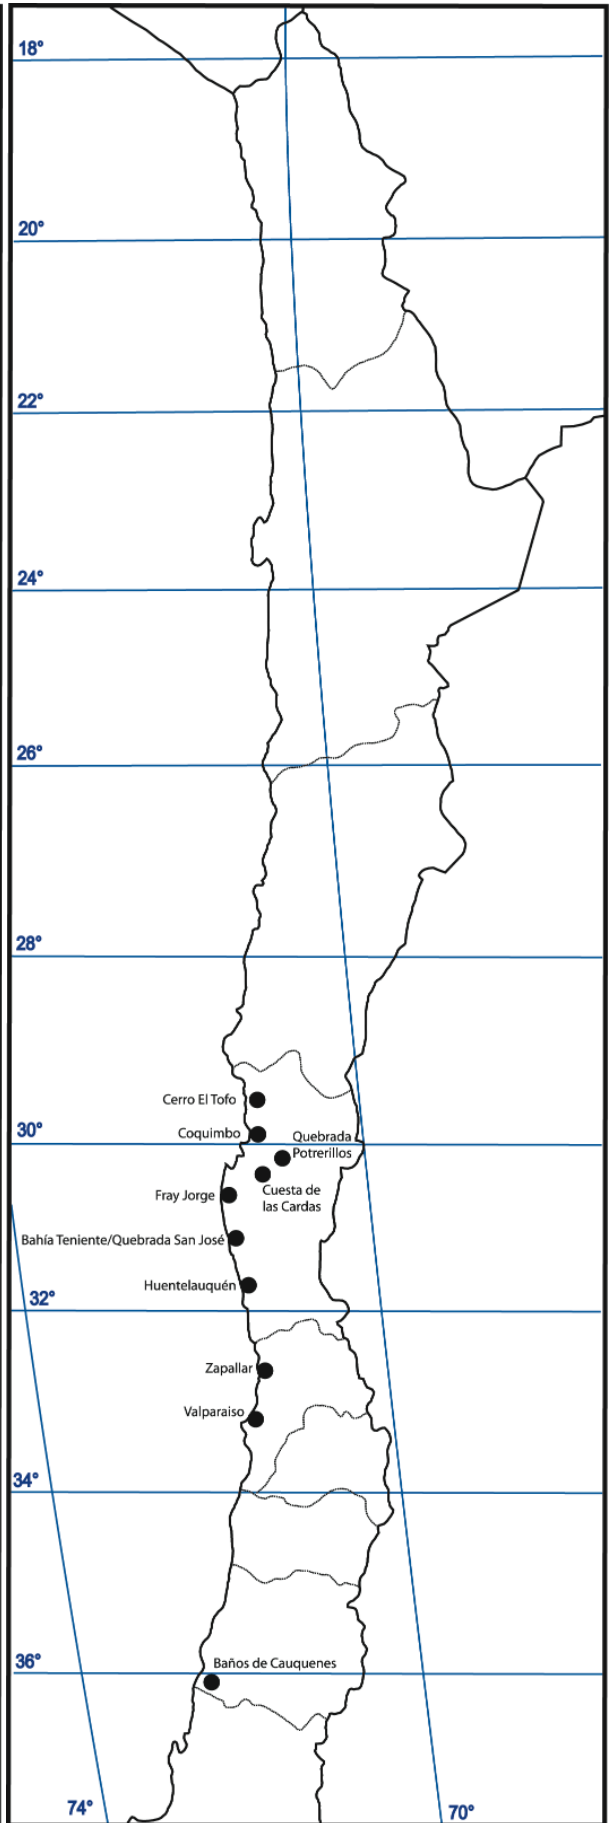 18°
20°
22°
24°
26°
28°
Cerro El Tofo
Coquimbo
Quebrada
Potrerillos
30°
Cuesta de
las Cardas
Fray Jorge
Bahía Teniente/Quebrada San José
Huentelauquén
32°
Zapallar
Valparaiso
34°
Baños de Cauquenes
36°
74°
70°